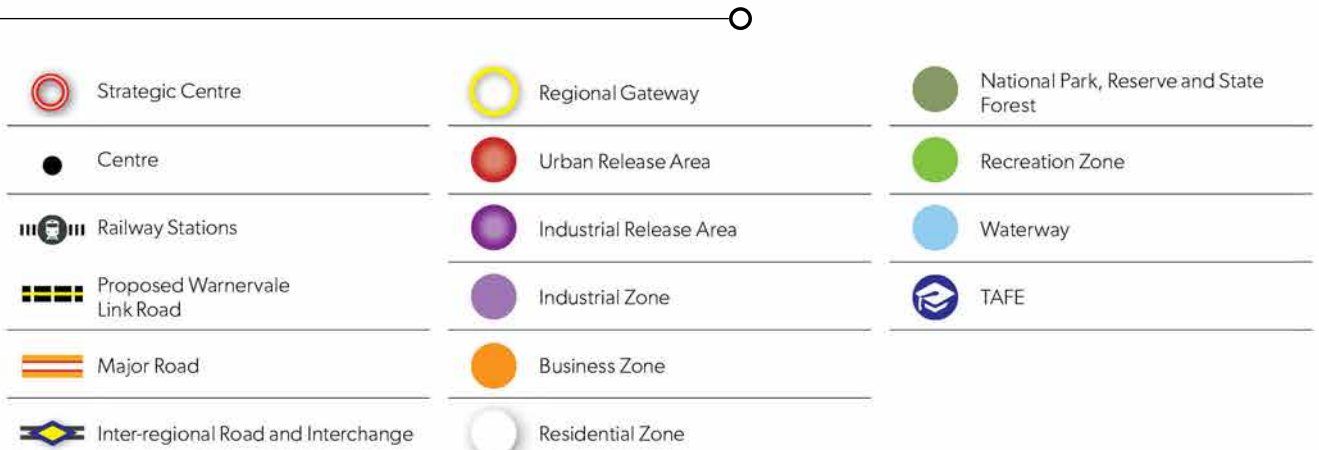 Strategic Centre
Centre
Railway Stations
Proposed Warnervale
Link Road
Major Road
Inter-regional Road and Interchange
Regional Gateway
Urban Release Area
Industrial Release Area
Industrial Zone
Business Zone
Residential Zone
National Park, Reserve and State
Forest
Recreation Zone
Waterway
TAFE